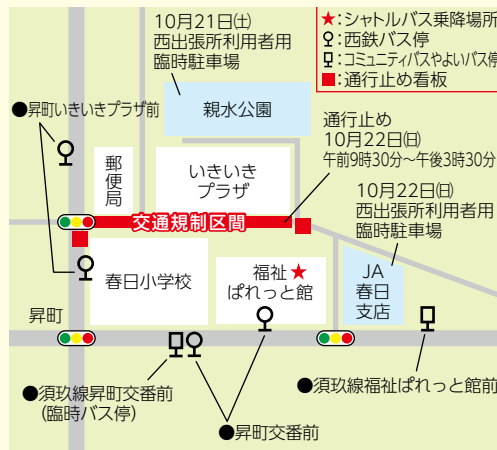 ★:シャトルバス乗降場所
:西鉄バス停
:コミュニティバスやよいバス停
■:通行止め看板
10月21日(土)
西出張所利用者用
臨時駐車場
親水公園
●昇町いきいきプラザ前
郵便局
いきいき
プラザ
通行止め
10月22日(日)
午前9時30分~午後3時30分
交通規制区間
10月22日(日)
西出張所利用者用
臨時駐車場
春日小学校
福祉★
ぱれっと館
JA
春日
支店
昇町
●須玖線昇町交番前
(臨時バス停)
●昇町交番前
●須玖線福祉ぱれっと館前